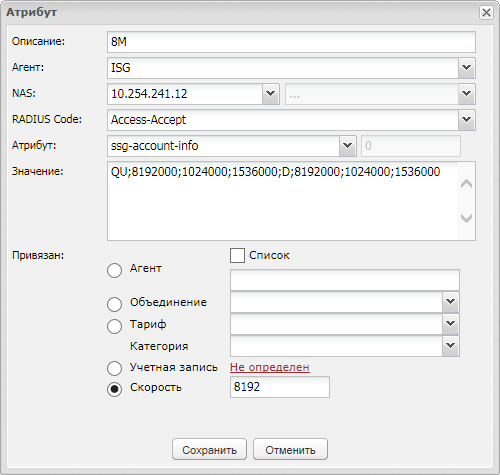 Атрибут
Описание: 8M
Агент: ISG
NAS: 10.254.241.12 ...
RADIUS Code: Access-Accept
Атрибут: ssg-account-info 0
Значение: QU;8192000;1024000;1536000;D;8192000;1024000;1536000
Привязан: Список
Агент
Объединение
Тариф
Категория
Учетная запись Не определен
Скорость 8192
Сохранить Отменить